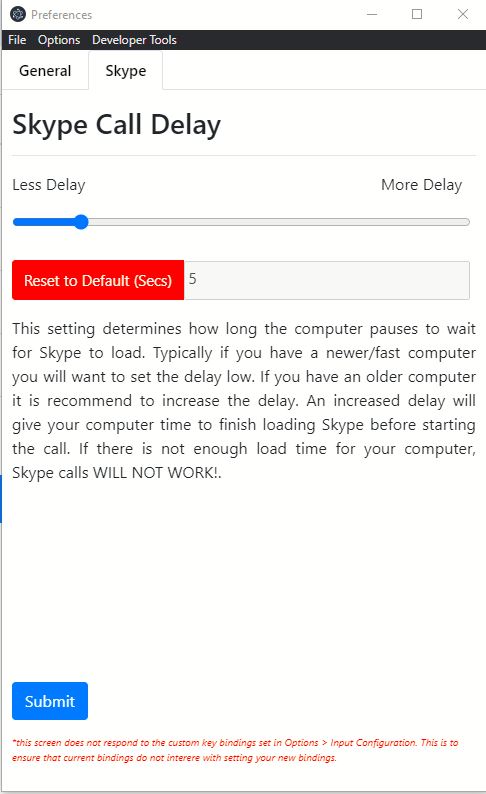 Preferences
File Options Developer Tools
General Skype
Skype Call Delay
Less Delay More Delay
Reset to Default (Secs) 5
This setting determines how long the computer pauses to wait
for Skype to load. Typically if you have a newer/fast computer
you will want to set the delay low. If you have an older computer
it is recommend to increase the delay. An increased delay will
give your computer time to finish loading Skype before starting
the call. If there is not enough load time for your computer,
Skype calls WILL NOT WORK!.
Submit
*this screen does not respond to the custom key bindings set in Options > Input Configuration. This is to
ensure that current bindings do not interere with setting your new bindings.